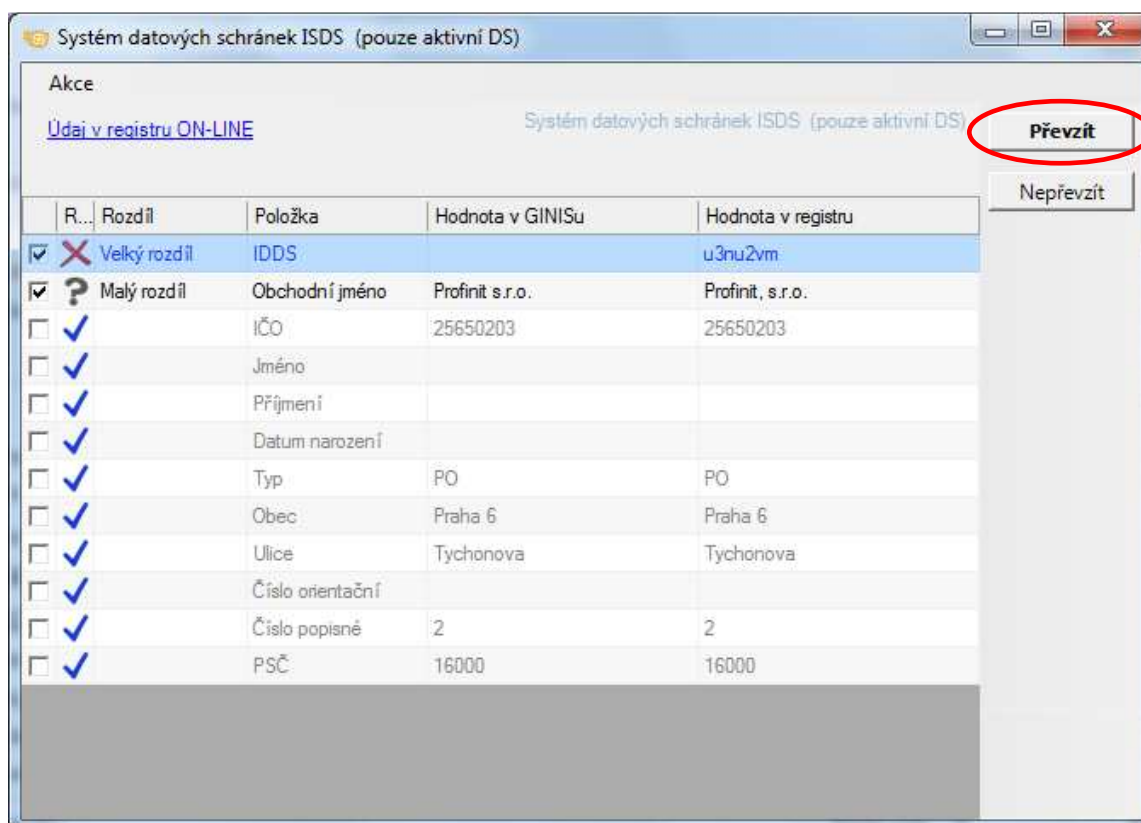 Systém datových schránek ISDS (pouze aktivní DS)
Akce
Údaj v registru ON-LINE
Systém datových schránek ISDS (pouze aktivní DS)
Převzít
Nepřevzít
R... Rozdíl Položka Hodnota v GINISu Hodnota v registru
Velký rozdíl IDDS u3nu2vm
Malý rozdíl Obchodní jméno Profinit s.r.o. Profinit, s.r.o.
IČO 25650203 25650203
Jméno
Příjmení
Datum narození
Typ PO PO
Obec Praha 6 Praha 6
Ulice Tychonova Tychonova
Číslo orientační
Číslo popisné 2 2
PSČ 16000 16000